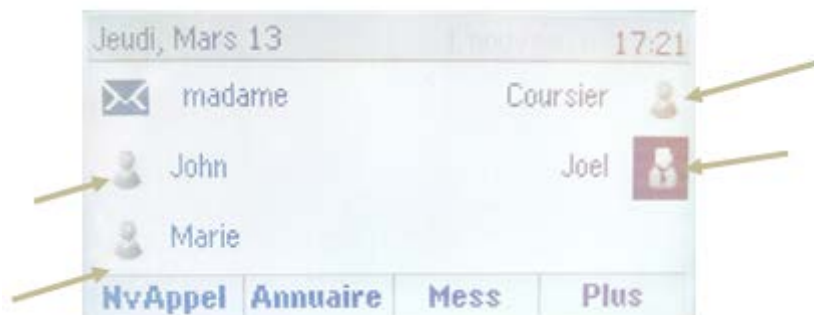 Jeudi, Mars 13 17:21
madame Coursier
John Joel
Marie
NvAppel Annuaire Mess Plus